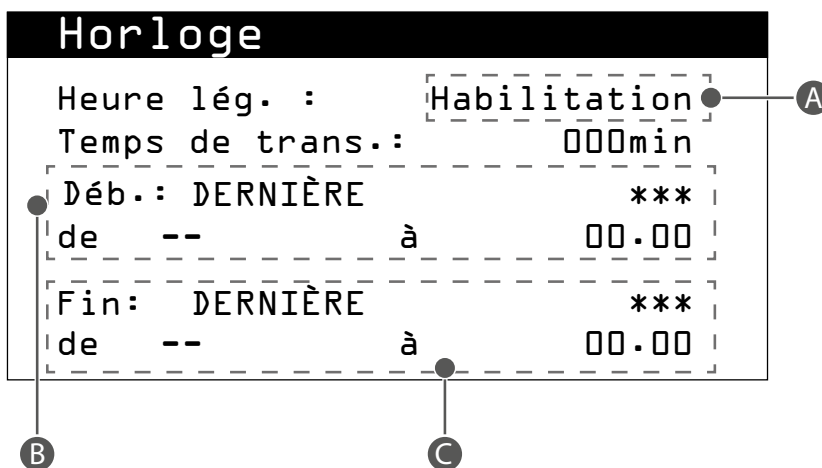 Horloge
Heure lég. : Habilitation
A
Temps de trans.: 000min
Déb.: DERNIÈRE ***
de -- à 00.00
Fin: DERNIÈRE ***
de -- à 00.00
B C